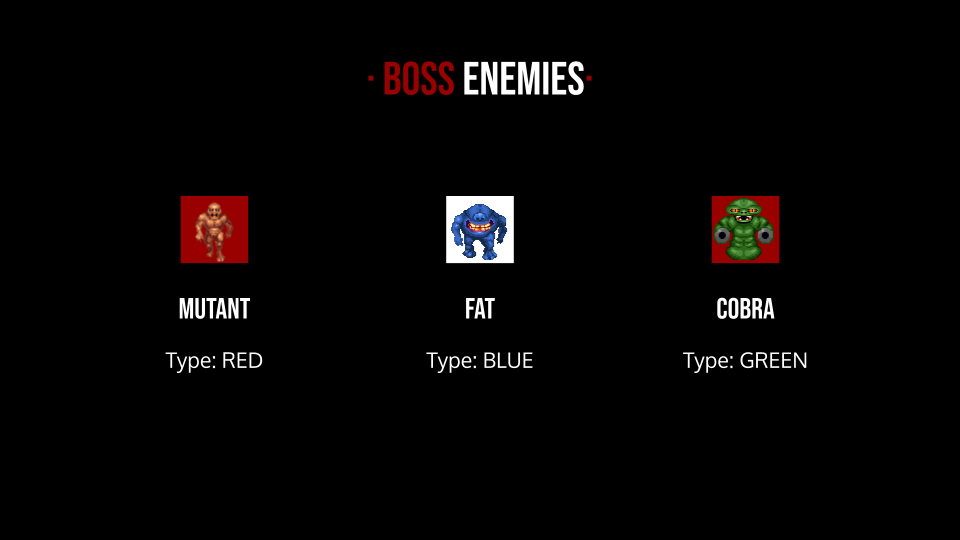 · BOSS ENEMIES·
MUTANT
FAT
COBRA
Type: RED
Type: BLUE
Type: GREEN